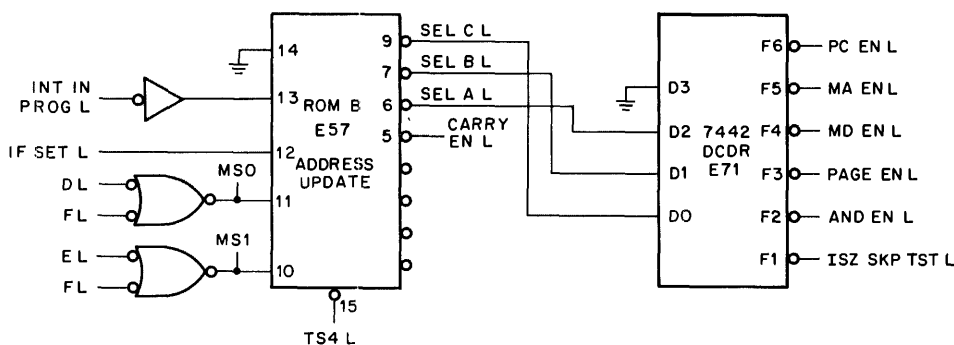 INT IN
PROG L
IF SET L
D L
F L
E L
F L
MS0
MS1
14
13
12
11
10
ROM B
E57
ADDRESS
UPDATE
9
7
6
5
15
TS4 L
SEL C L
SEL B L
SEL A L
CARRY
EN L
D3
D2
D1
D0
7442
DCDR
E71
F6
F5
F4
F3
F2
F1
PC EN L
MA EN L
MD EN L
PAGE EN L
AND EN L
ISZ SKP TST L